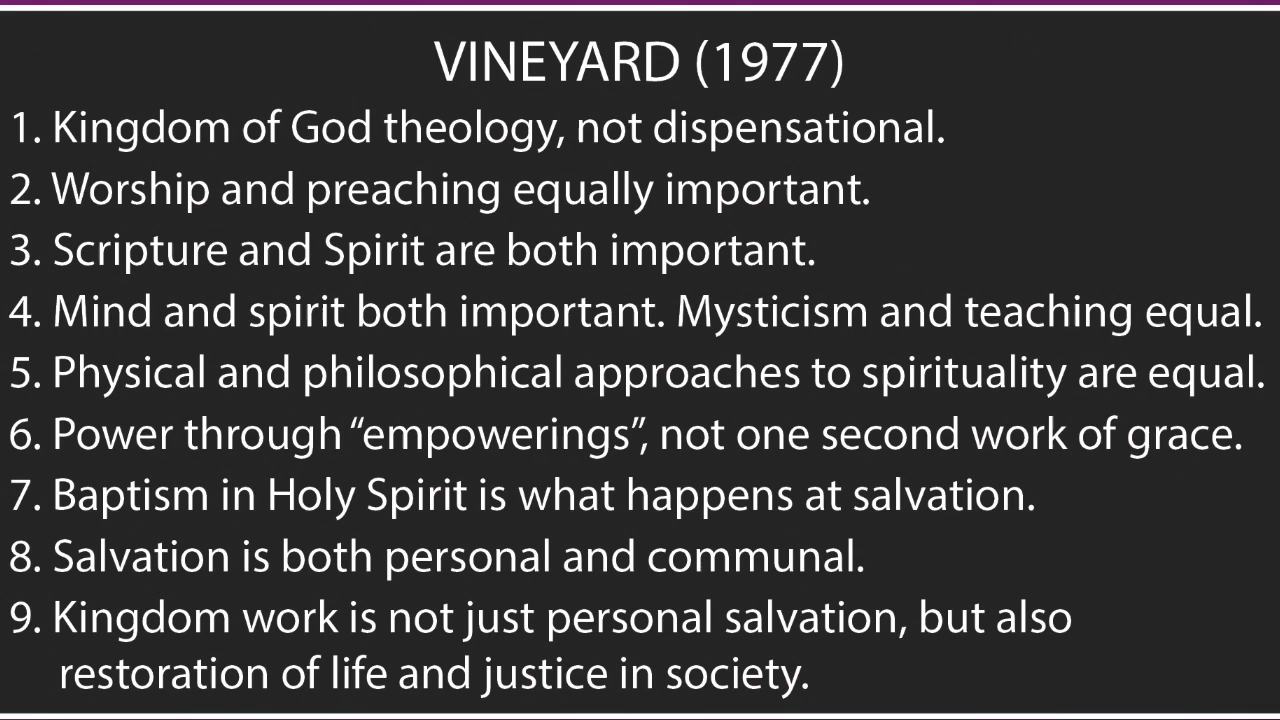 VINEYARD (1977)
1. Kingdom of God theology, not dispensational.
2. Worship and preaching equally important.
3. Scripture and Spirit are both important.
4. Mind and spirit both important. Mysticism and teaching equal.
5. Physical and philosophical approaches to spirituality are equal.
6. Power through “empowerings”, not one second work of grace.
7. Baptism in Holy Spirit is what happens at salvation.
8. Salvation is both personal and communal.
9. Kingdom work is not just personal salvation, but also
restoration of life and justice in society.